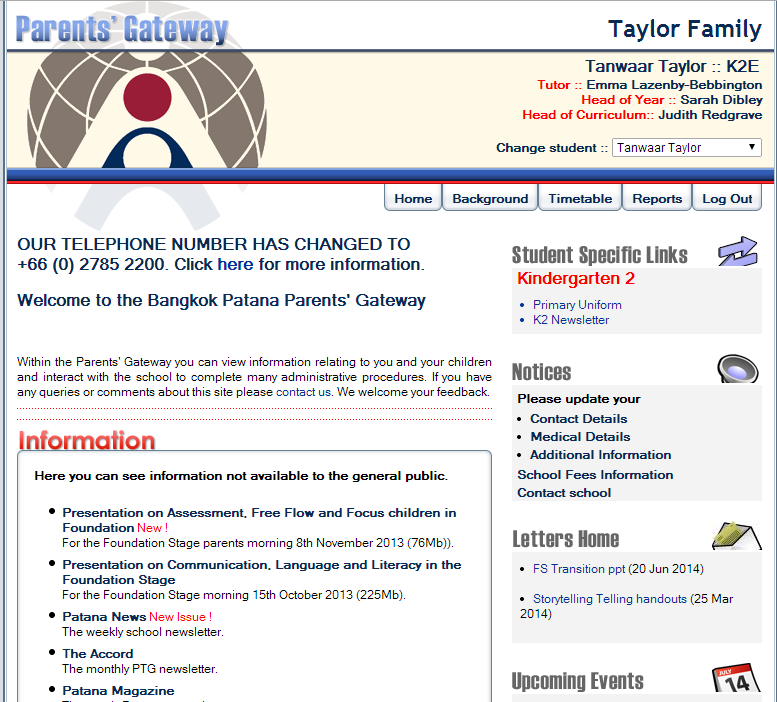 Parents' Gateway
Taylor Family
Tanwaar Taylor :: K2E
Tutor :: Emma Lazenby-Bebbington
Head of Year :: Sarah Dibley
Head of Curriculum:: Judith Redgrave
Change student :: Tanwaar Taylor
Home Background Timetable Reports Log Out
OUR TELEPHONE NUMBER HAS CHANGED TO
+66 (0) 2785 2200. Click here for more information.
Welcome to the Bangkok Patana Parents' Gateway
Within the Parents' Gateway you can view information relating to you and your children
and interact with the school to complete many administrative procedures. If you have
any queries or comments about this site please contact us. We welcome your feedback.
Information
Here you can see information not available to the general public.
Presentation on Assessment, Free Flow and Focus children in
Foundation New !
For the Foundation Stage parents morning 8th November 2013 (76Mb)).
Presentation on Communication, Language and Literacy in the
Foundation Stage
For the Foundation Stage morning 15th October 2013 (225Mb).
Patana News New Issue !
The weekly school newsletter.
The Accord
The monthly PTG newsletter.
Patana Magazine
Student Specific Links
Kindergarten 2
Primary Uniform
K2 Newsletter
Notices
Please update your
Contact Details
Medical Details
Additional Information
School Fees Information
Contact school
Letters Home
FS Transition ppt (20 Jun 2014)
Storytelling Telling handouts (25 Mar
2014)
Upcoming Events
JULY
14